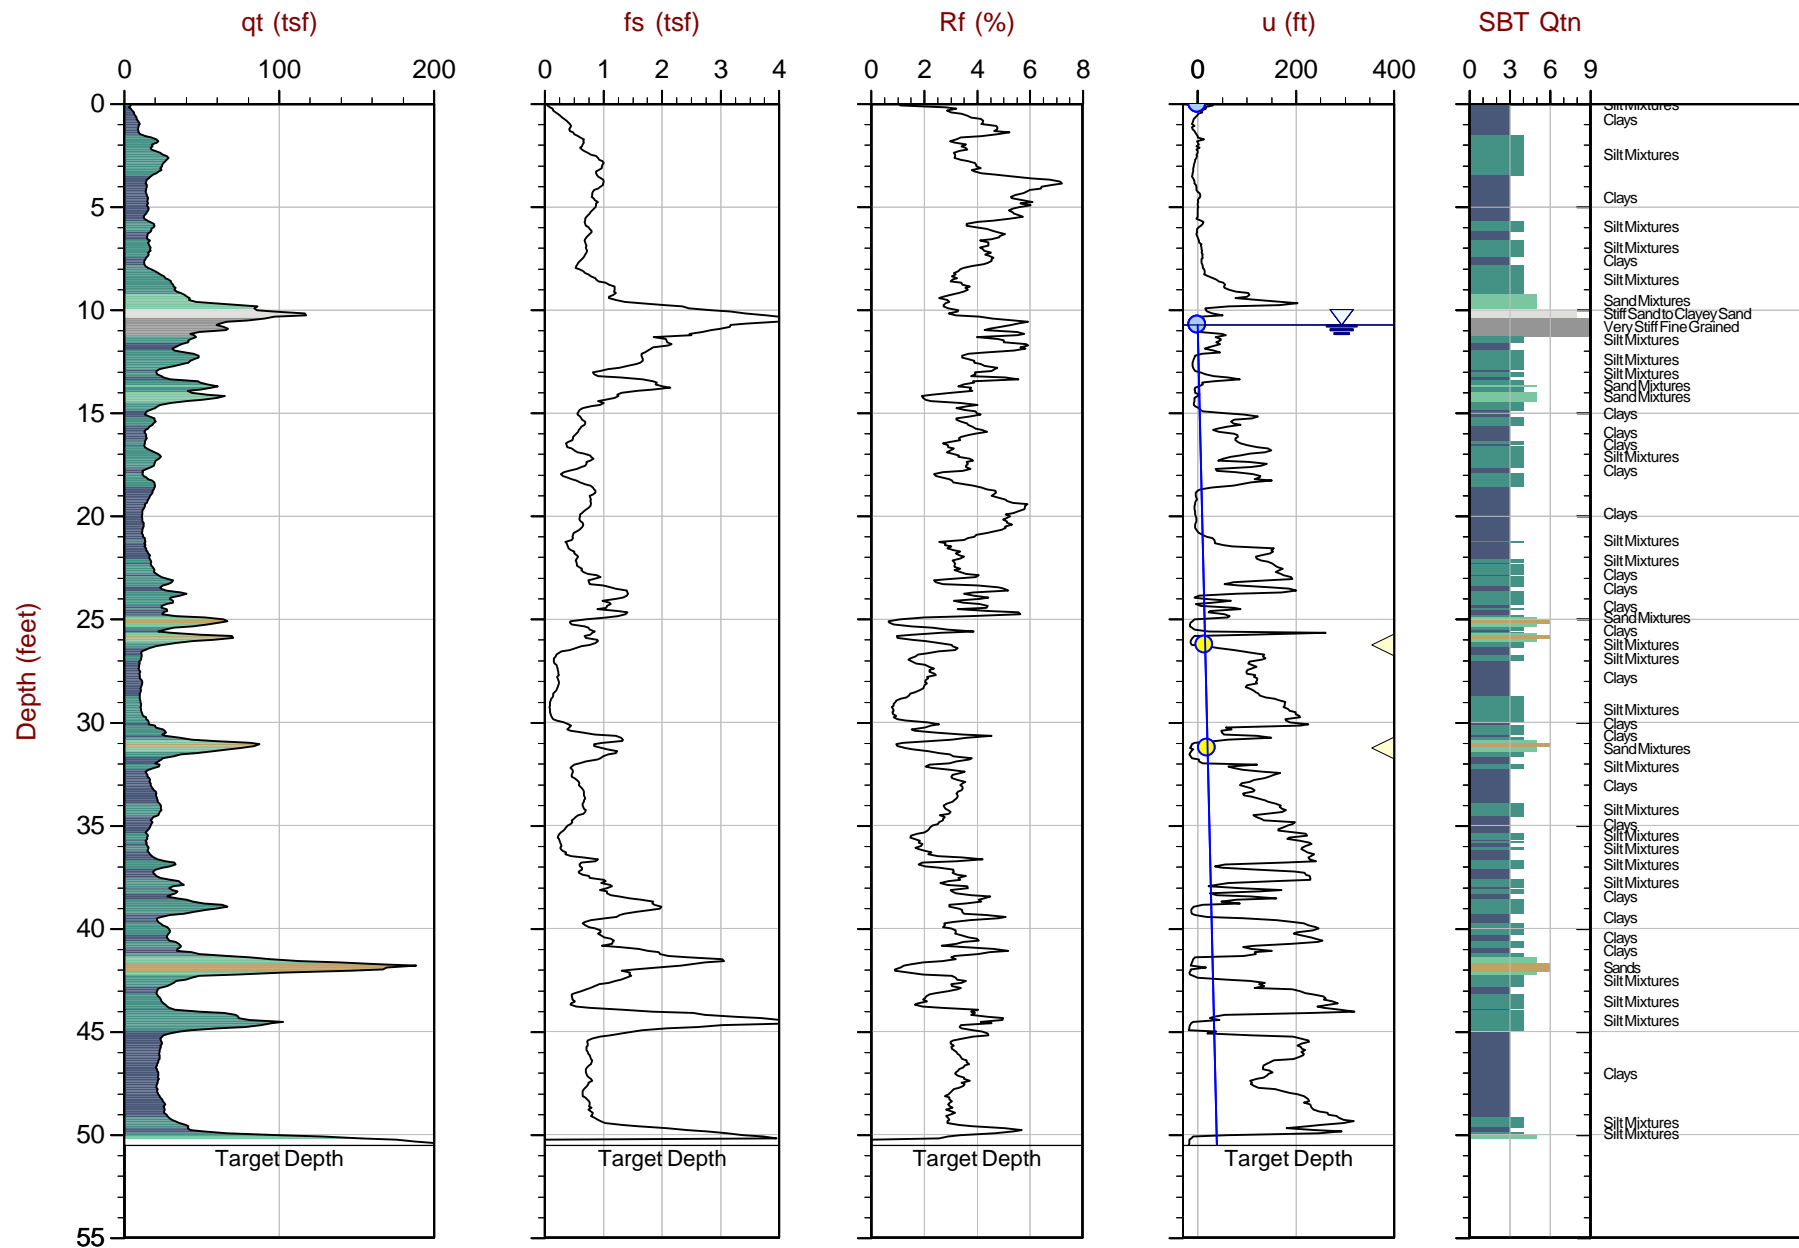 qt (tsf)
fs (tsf)
Rf (%)
u (ft)
SBT Qtn
0 100 200
0 1 2 3 4
0 2 4 6 8
0 200 400
0 3 6 9
Depth (feet)
0
5
10
15
20
25
30
35
40
45
50
55
Silt Mixtures
Clays
Silt Mixtures
Clays
Silt Mixtures
Silt Mixtures
Clays
Silt Mixtures
Sand Mixtures
Stiff Sand to Clayey Sand
Very Stiff Fine Grained
Silt Mixtures
Silt Mixtures
Silt Mixtures
Sand Mixtures
Sand Mixtures
Clays
Clays
Clays
Silt Mixtures
Clays
Clays
Silt Mixtures
Silt Mixtures
Clays
Clays
Clays
Sand Mixtures
Clays
Silt Mixtures
Silt Mixtures
Clays
Silt Mixtures
Clays
Clays
Sand Mixtures
Silt Mixtures
Clays
Silt Mixtures
Clays
Silt Mixtures
Silt Mixtures
Silt Mixtures
Silt Mixtures
Clays
Clays
Clays
Clays
Sands
Silt Mixtures
Silt Mixtures
Silt Mixtures
Clays
Silt Mixtures
Silt Mixtures
Target Depth
Target Depth
Target Depth
Target Depth